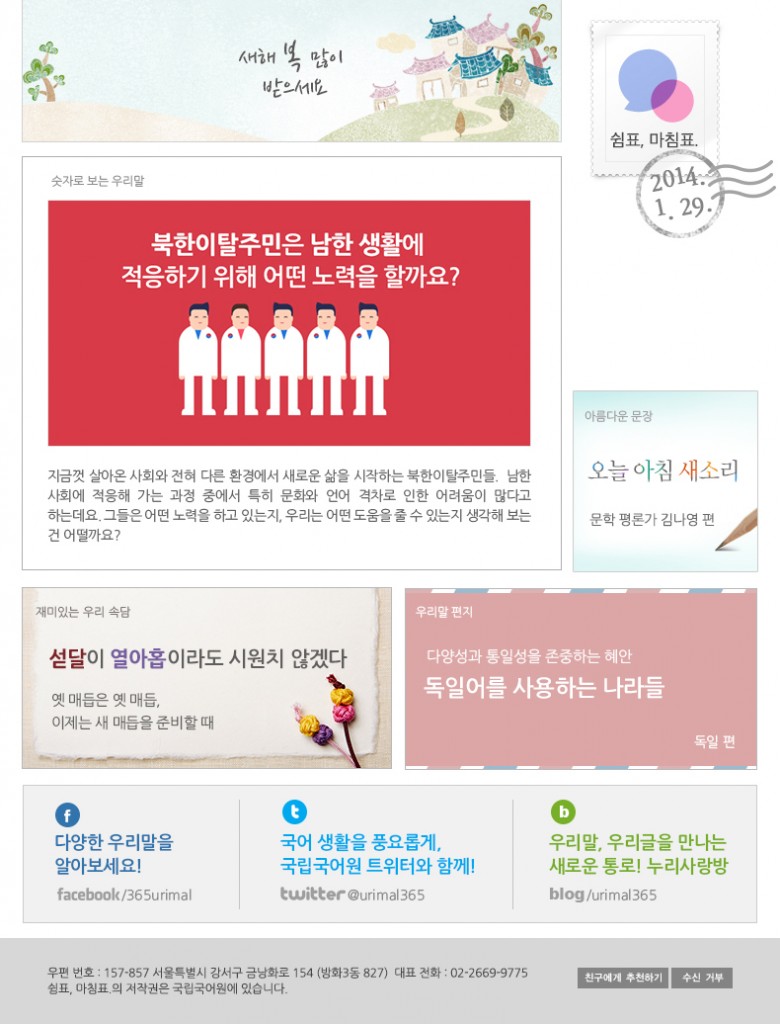 새해 복 많이
받으세요
쉼표, 마침표.
2014.
1. 29.
숫자로 보는 우리말
북한이탈주민은 남한 생활에
적응하기 위해 어떤 노력을 할까요?
지금껏 살아온 사회와 전혀 다른 환경에서 새로운 삶을 시작하는 북한이탈주민들. 남한
사회에 적응해 가는 과정 중에서 특히 문화와 언어 격차로 인한 어려움이 많다고
하는데요. 그들은 어떤 노력을 하고 있는지, 우리는 어떤 도움을 줄 수 있는지 생각해 보는
건 어떨까요?
아름다운 문장
오늘 아침 새소리
문학 평론가 김나영 편
재미있는 우리 속담
섣달이 열아홉이라도 시원치 않겠다
옛 매듭은 옛 매듭,
이제는 새 매듭을 준비할 때
우리말 편지
다양성과 통일성을 존중하는 혜안
독일어를 사용하는 나라들
독일 편
f
다양한 우리말을
알아보세요!
facebook/365urimal
t
국어 생활을 풍요롭게,
국립국어원 트위터와 함께!
twitter@urimal365
b
우리말, 우리글을 만나는
새로운 통로! 누리사랑방
blog/urimal365
우편 번호 : 157-857 서울특별시 강서구 금낭화로 154 (방화3동 827) 대표 전화 : 02-2669-9775
쉼표, 마침표.의 저작권은 국립국어원에 있습니다.
친구에게 추천하기
수신 거부